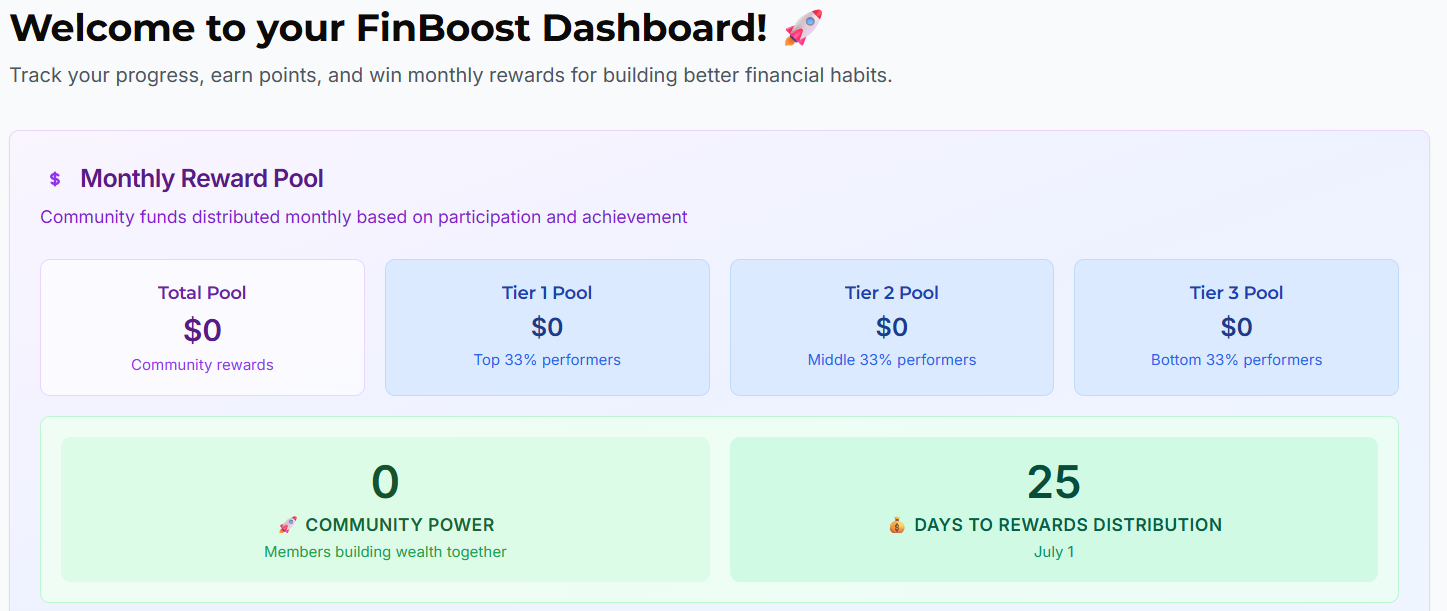 Welcome to your FinBoost Dashboard! 🚀
Track your progress, earn points, and win monthly rewards for building better financial habits.
$ Monthly Reward Pool
Community funds distributed monthly based on participation and achievement
Total Pool
$0
Community rewards
Tier 1 Pool
$0
Top 33% performers
Tier 2 Pool
$0
Middle 33% performers
Tier 3 Pool
$0
Bottom 33% performers
0
🚀 COMMUNITY POWER
Members building wealth together
25
💰 DAYS TO REWARDS DISTRIBUTION
July 1